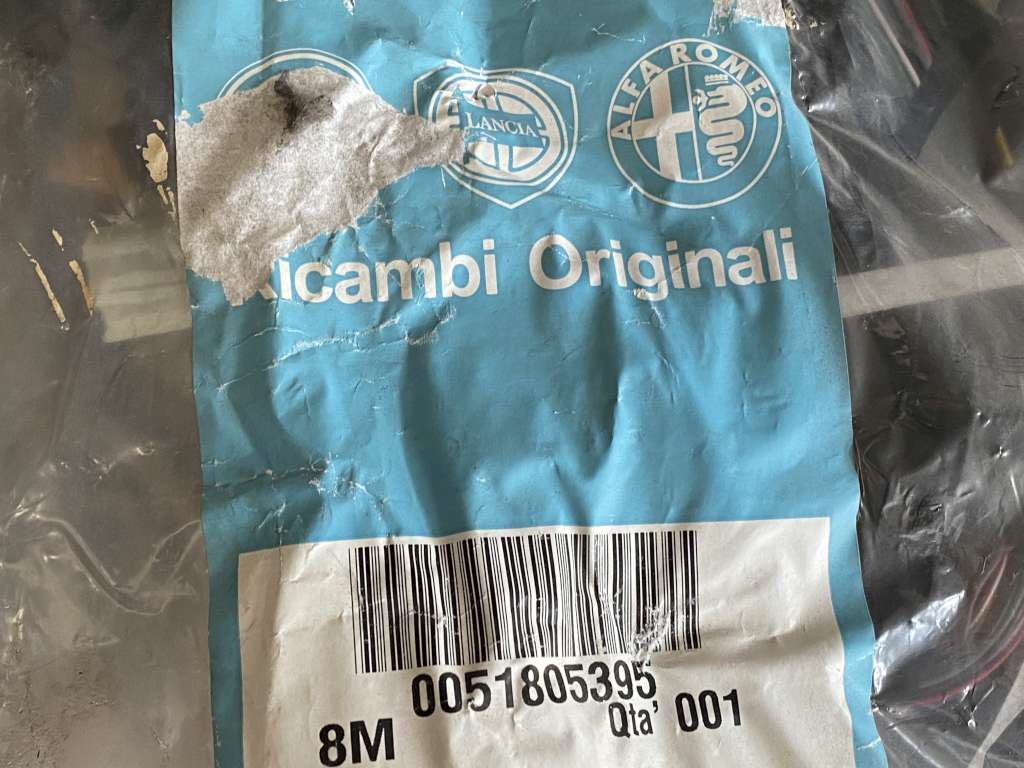 LANCIA
ALFA ROMEO
Ricambi Originali
0051805395
8M
Qta' 001